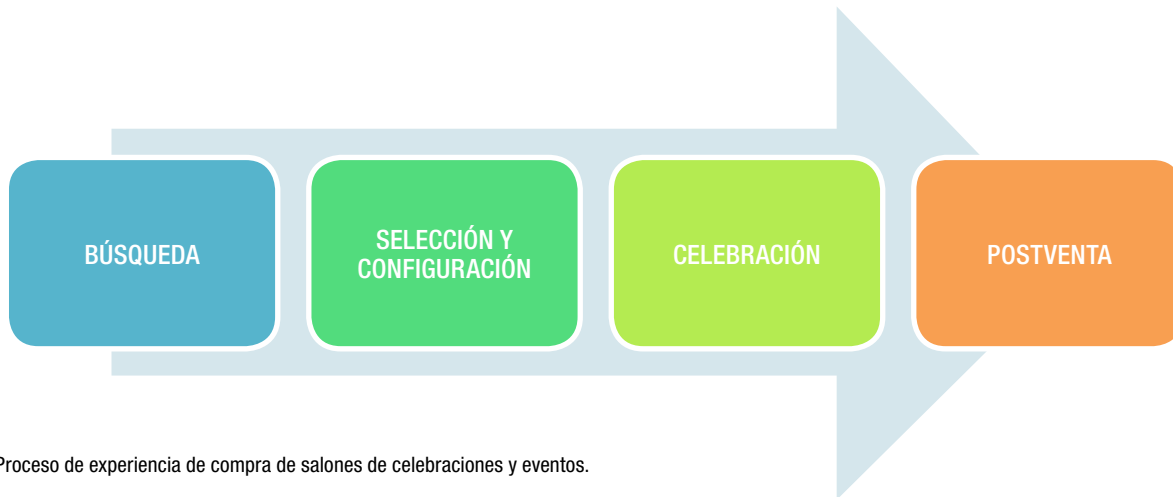 BÚSQUEDA
SELECCIÓN Y
CONFIGURACIÓN
CELEBRACIÓN
POSTVENTA
Proceso de experiencia de compra de salones de celebraciones y eventos.